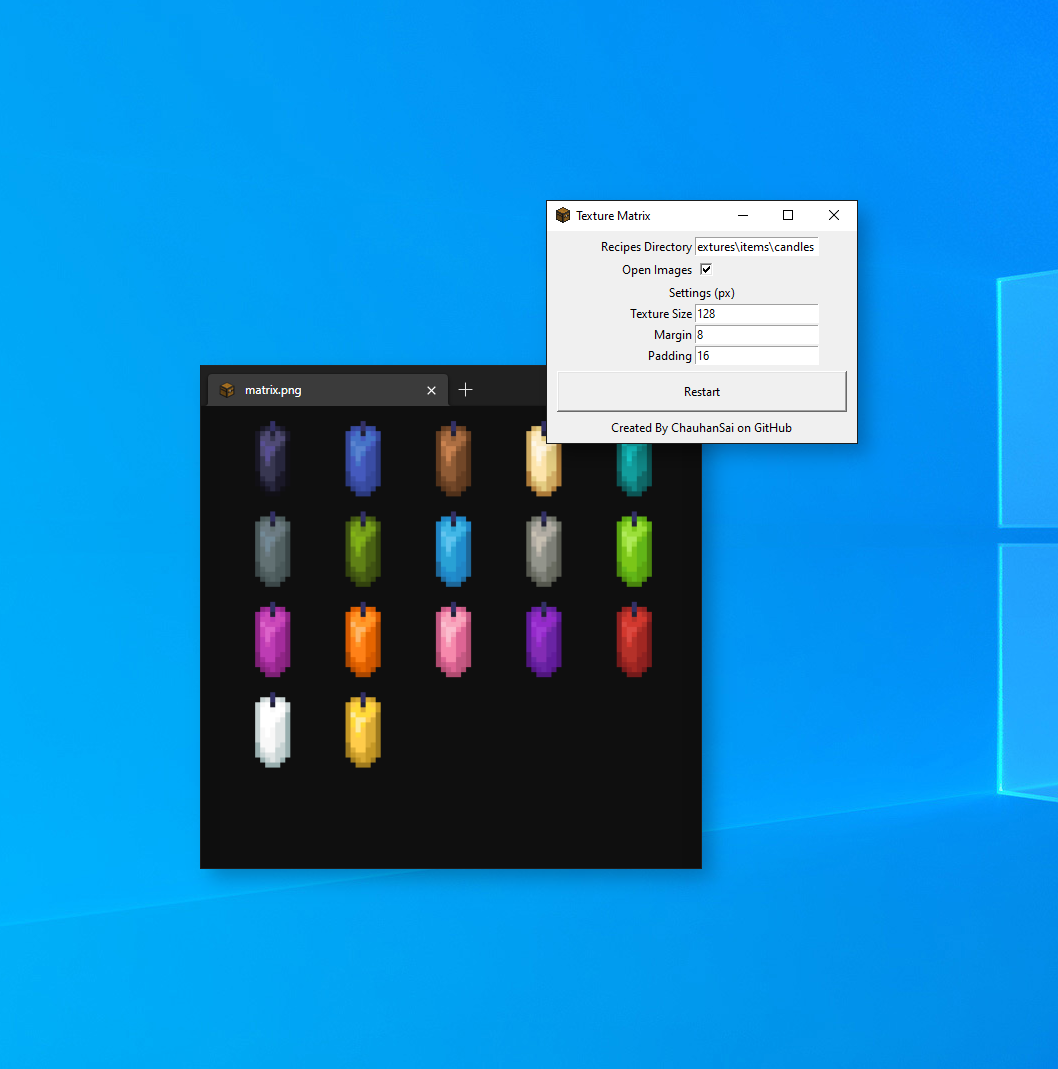 Texture Matrix
Recipes Directory extures\items\candles
Open Images
Settings (px)
Texture Size 128
Margin 8
Padding 16
Restart
Created By ChauhanSai on GitHub
matrix.png